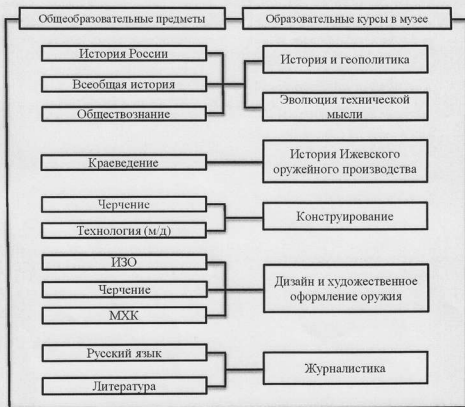 Общеобразовательные предметы
Образовательные курсы в музее
История России
Всеобщая история
Обществознание
История и геополитика
Эволюция технической
мысли
Краеведение
История Ижевского
оружейного производства
Черчение
Технология (м/д)
Конструирование
ИЗО
Черчение
МХК
Дизайн и художественное
оформление оружия
Русский язык
Литература
Журналистика